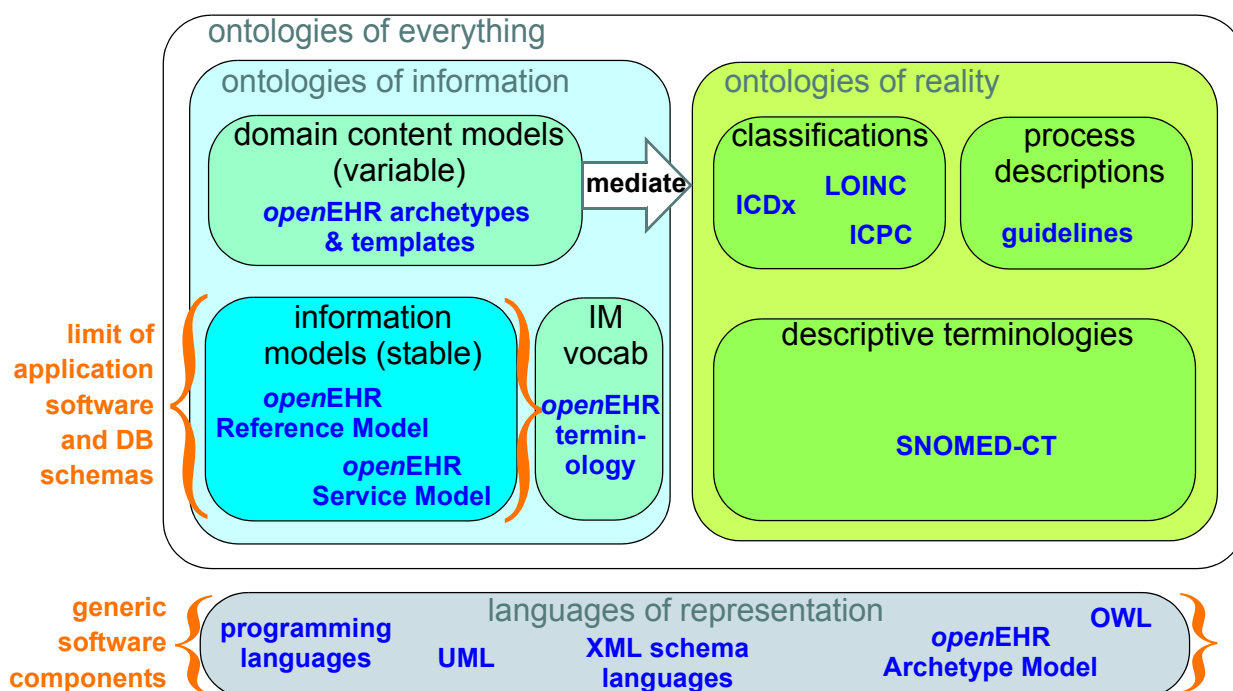 ontologies of everything
ontologies of information
domain content models
(variable)
openEHR archetypes
& templates
mediate
ontologies of reality
classifications
ICDx
LOINC
ICPC
process
descriptions
guidelines
limit of
application
software
and DB
schemas
information
models (stable)
openEHR
Reference Model
openEHR
Service Model
IM
vocab
openEHR
termin-
ology
descriptive terminologies
SNOMED-CT
generic
software
components
languages of representation
programming
languages
UML
XML schema
languages
openEHR
Archetype Model
OWL